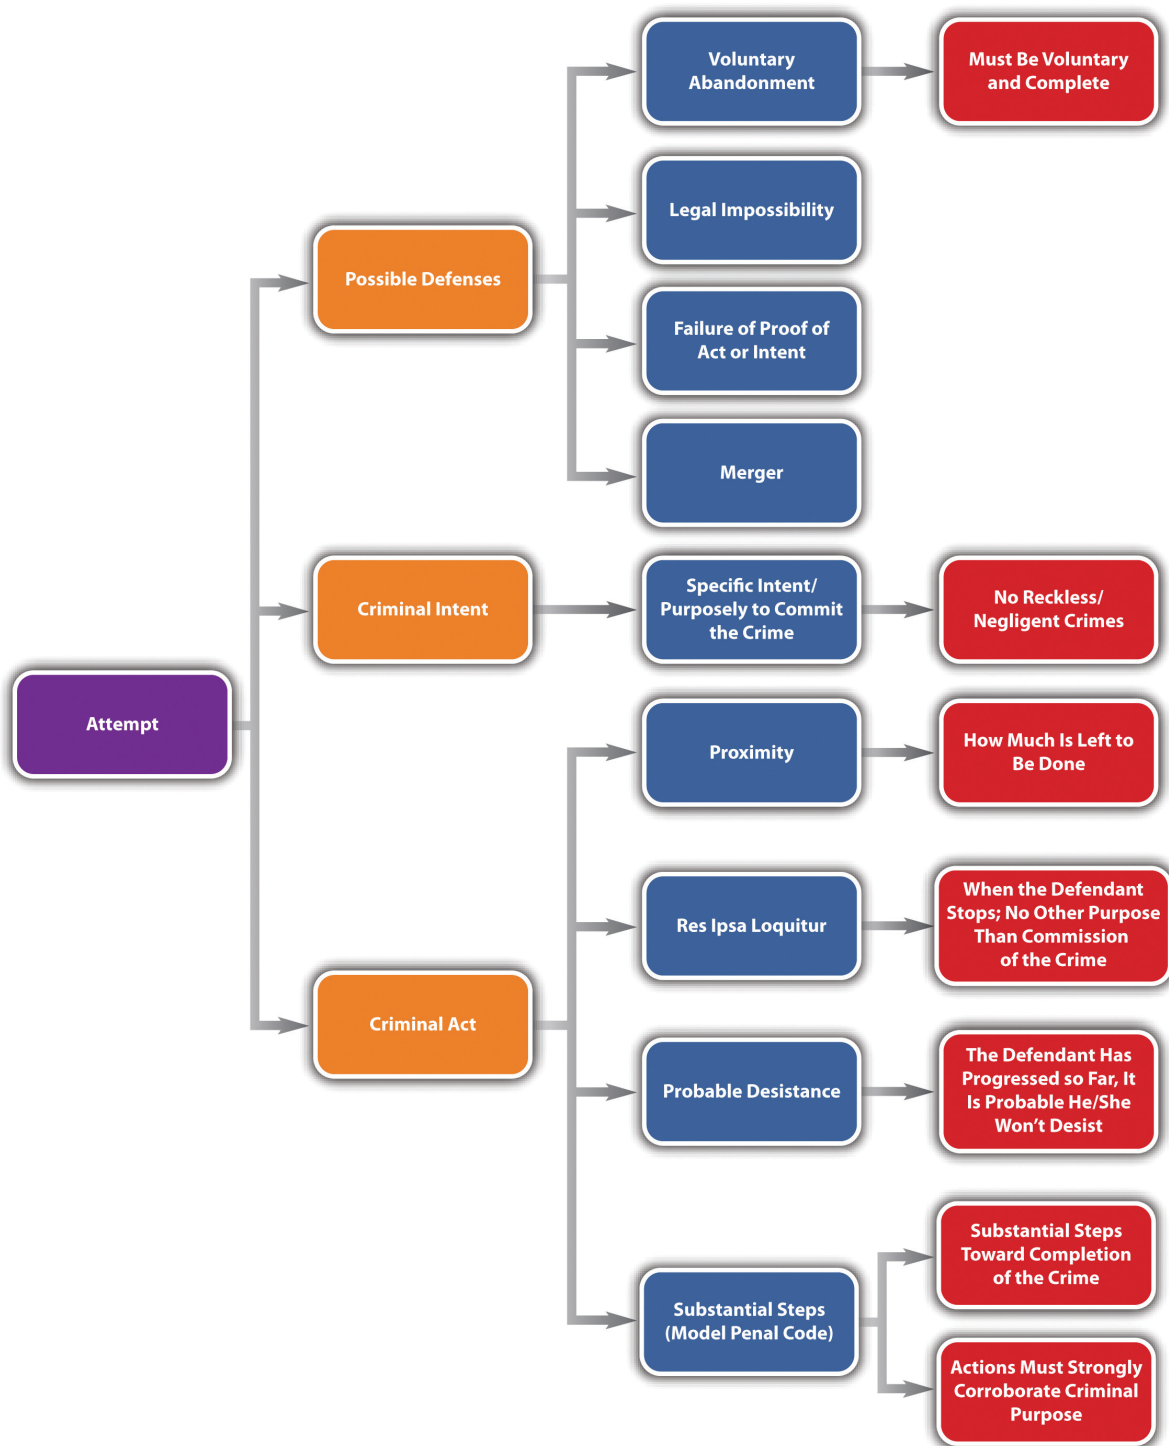 Voluntary
Abandonment
Must Be Voluntary
and Complete
Legal Impossibility
Possible Defenses
Failure of Proof of
Act or Intent
Merger
Criminal Intent
Specific Intent/
Purposely to Commit
the Crime
No Reckless/
Negligent Crimes
Attempt
Proximity
How Much Is Left to
Be Done
Res Ipsa Loquitur
When the Defendant
Stops; No Other Purpose
Than Commission
of the Crime
Criminal Act
Probable Desistance
The Defendant Has
Progressed so Far, It
Is Probable He/She
Won't Desist
Substantial Steps
(Model Penal Code)
Substantial Steps
Toward Completion
of the Crime
Actions Must Strongly
Corroborate Criminal
Purpose